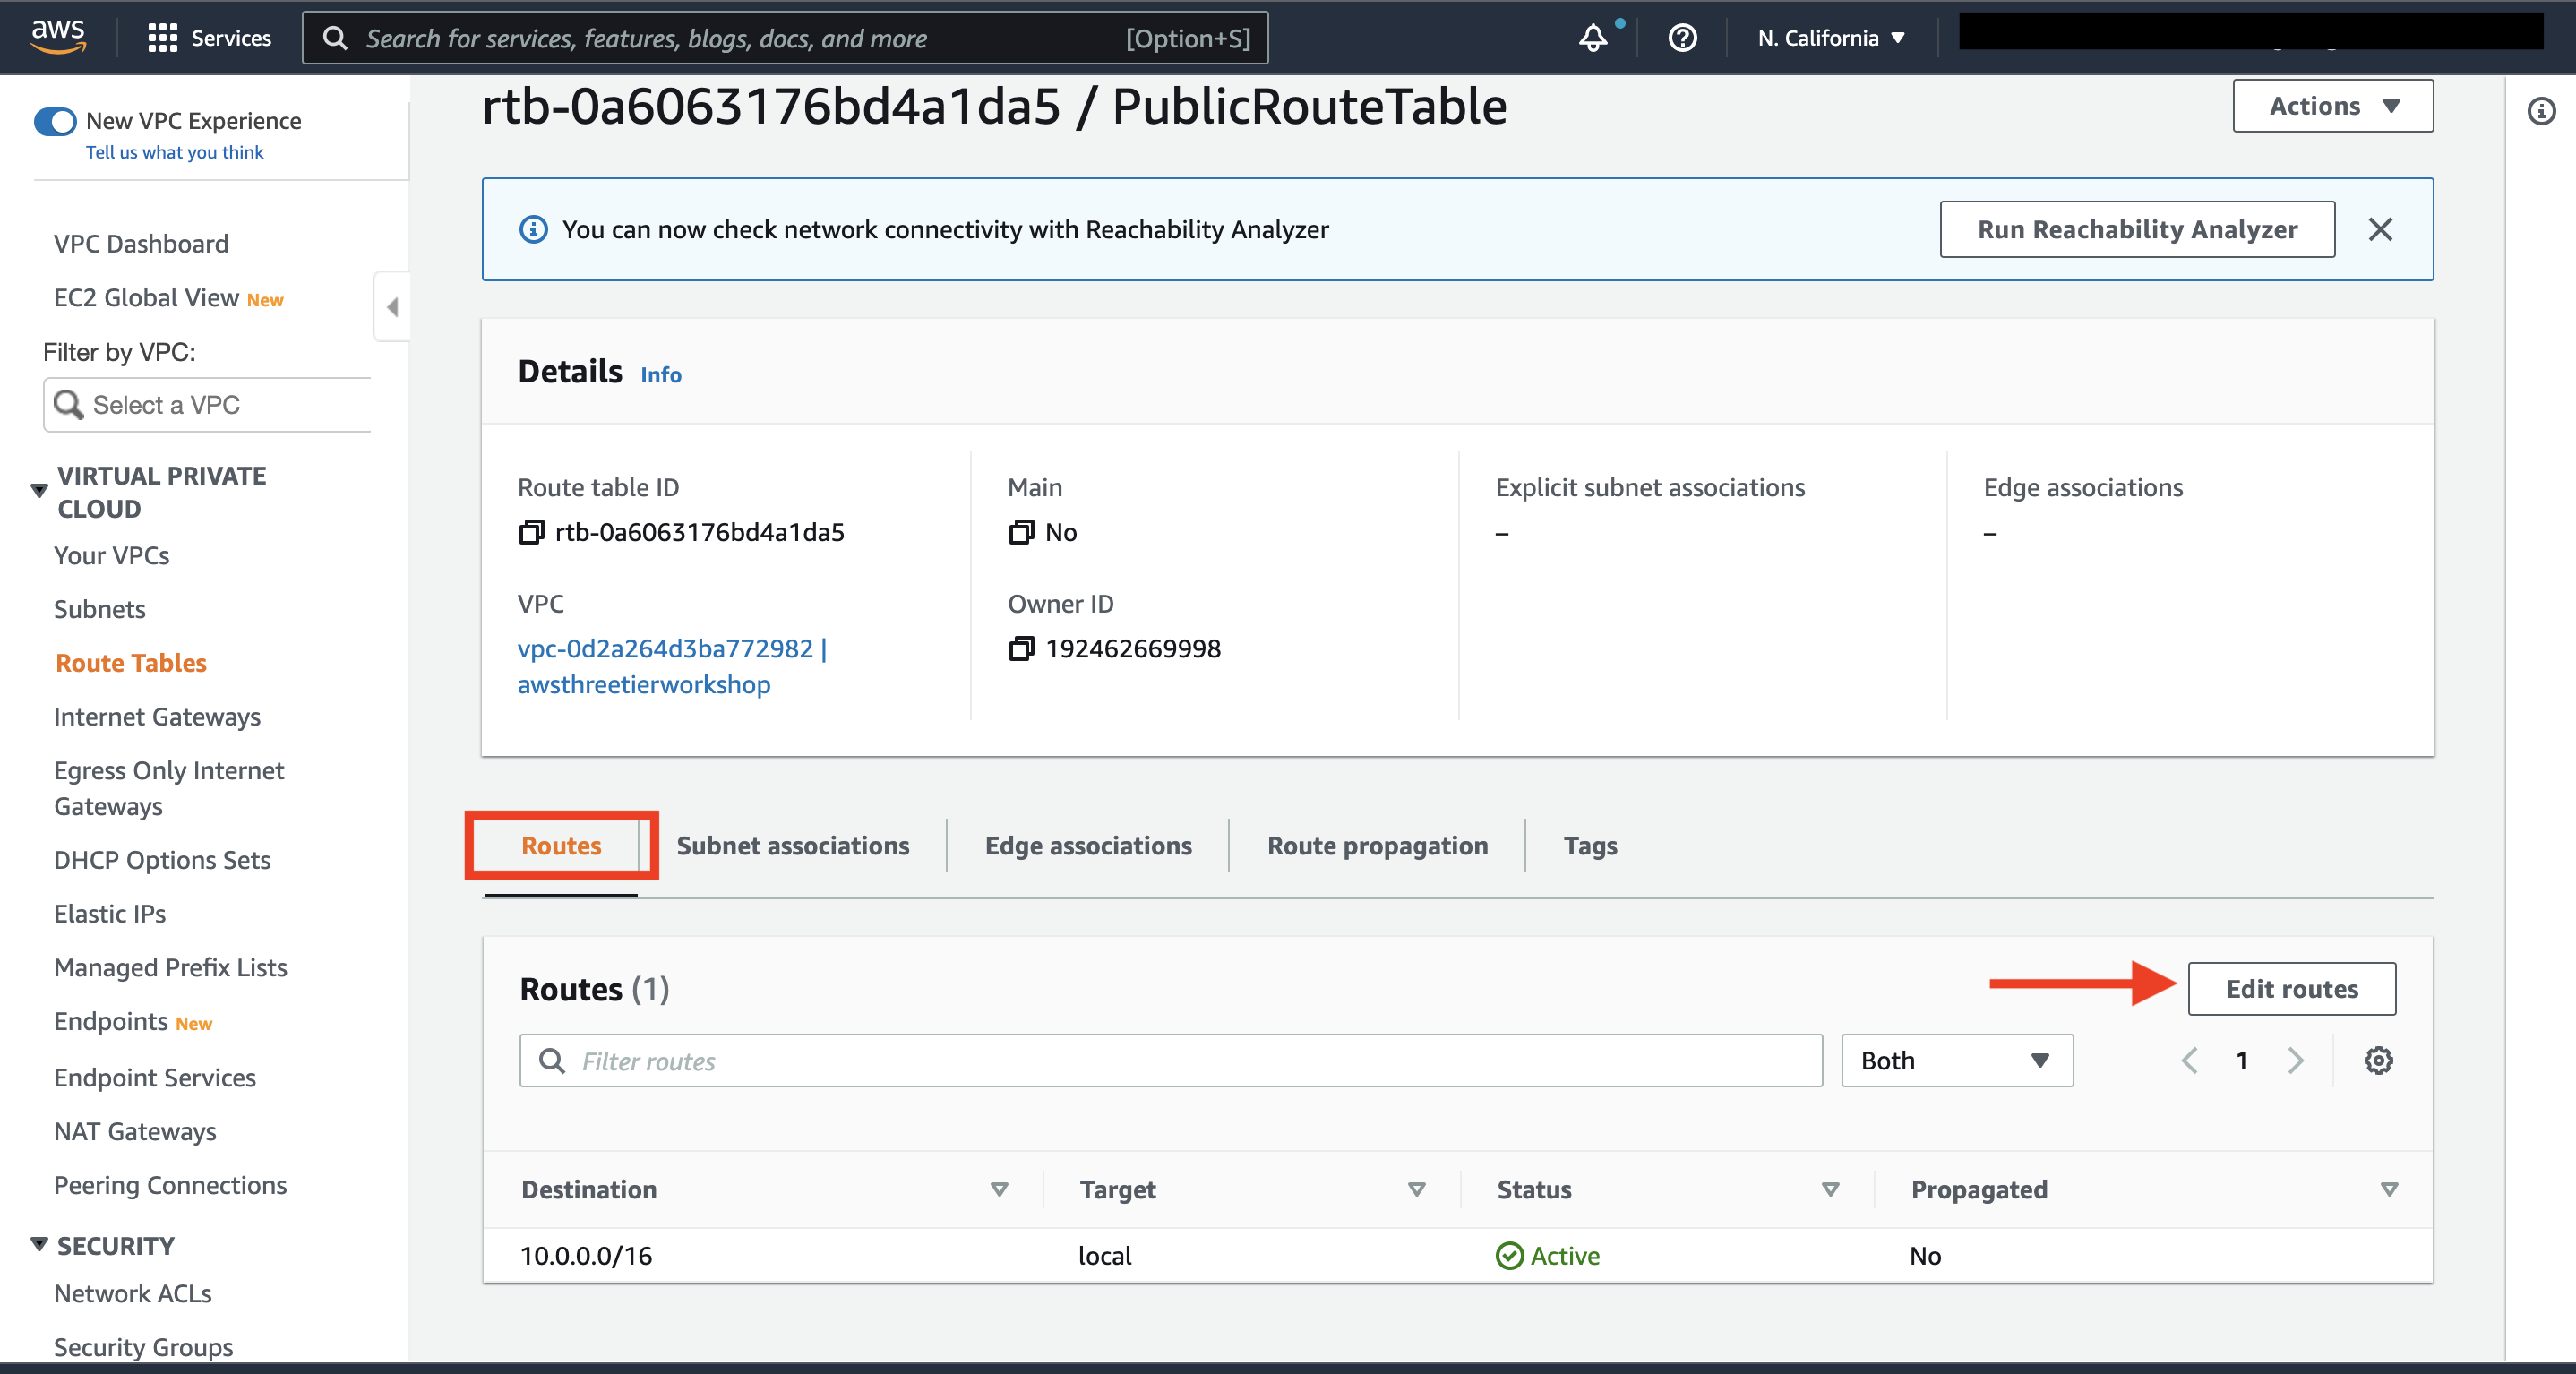 aws
Services
Search for services, features, blogs, docs, and more
[Option+S]
N. California
New VPC Experience
Tell us what you think
VPC Dashboard
EC2 Global View New
Filter by VPC:
Select a VPC
VIRTUAL PRIVATE
CLOUD
Your VPCs
Subnets
Route Tables
Internet Gateways
Egress Only Internet
Gateways
DHCP Options Sets
Elastic IPs
Managed Prefix Lists
Endpoints New
Endpoint Services
NAT Gateways
Peering Connections
SECURITY
Network ACLs
Security Groups
rtb-0a6063176bd4a1da5 / PublicRouteTable
Actions
You can now check network connectivity with Reachability Analyzer
Run Reachability Analyzer
Details Info
Route table ID
rtb-0a6063176bd4a1da5
Main
No
Explicit subnet associations
–
Edge associations
–
VPC
vpc-0d2a264d3ba772982 |
awsthreetierworkshop
Owner ID
192462669998
Routes
Subnet associations
Edge associations
Route propagation
Tags
Routes (1)
Edit routes
Filter routes
Both
1
Destination
Target
Status
Propagated
10.0.0.0/16
local
Active
No